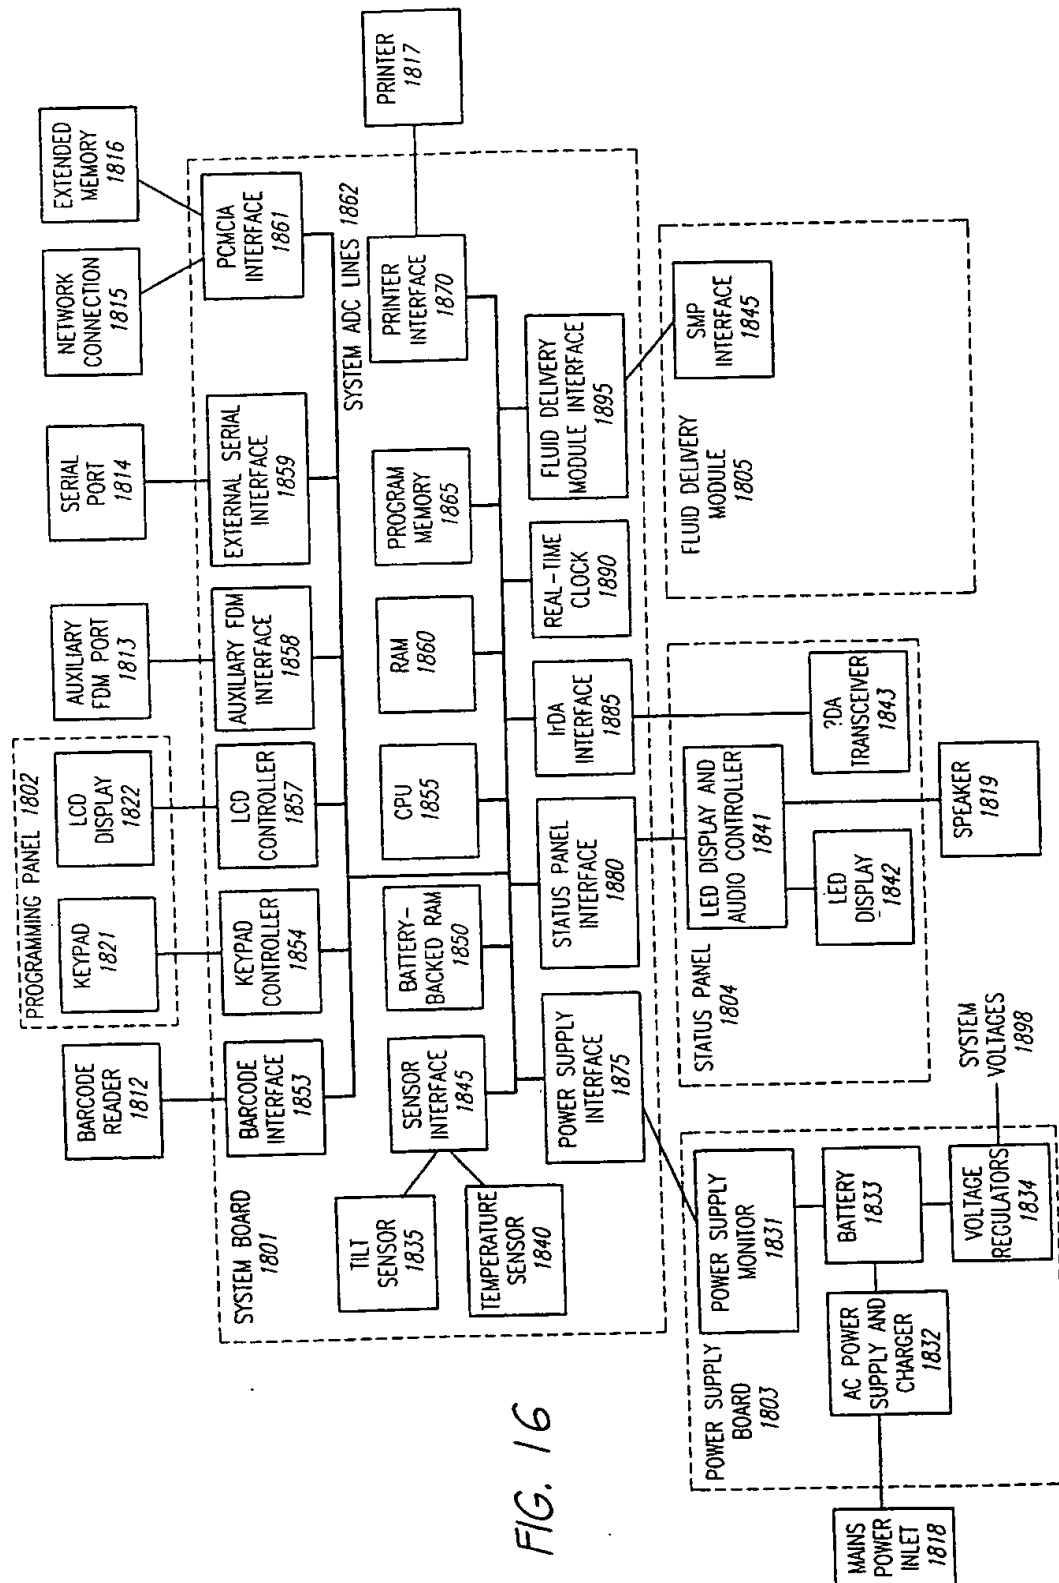 PROGRAMMING PANEL 1802
BARCODE
READER
1812
KEYPAD
1821
LCD
DISPLAY
1822
AUXILIARY
FDM PORT
1813
SERIAL
PORT
1814
NETWORK
CONNECTION
1815
EXTENDED
MEMORY
1816
SYSTEM BOARD
1801
BARCODE
INTERFACE
1853
KEYPAD
CONTROLLER
1854
LCD
CONTROLLER
1857
AUXILIARY FDM
INTERFACE
1858
EXTERNAL SERIAL
INTERFACE
1859
PCMCIA
INTERFACE
1861
SYSTEM ADC LINES 1862
TILT
SENSOR
1835
TEMPERATURE
SENSOR
1840
SENSOR
INTERFACE
1845
BATTERY-
BACKED RAM
1850
CPU
1855
RAM
1860
PROGRAM
MEMORY
1865
PRINTER
INTERFACE
1870
PRINTER
1817
POWER SUPPLY
INTERFACE
1875
STATUS PANEL
INTERFACE
1880
IrDA
INTERFACE
1885
REAL-TIME
CLOCK
1890
FLUID DELIVERY
MODULE INTERFACE
1895
POWER SUPPLY
BOARD
1803
POWER SUPPLY
MONITOR
1831
MAINS
POWER
INLET
1818
AC POWER
SUPPLY AND
CHARGER
1832
BATTERY
1833
VOLTAGE
REGULATORS
1834
SYSTEM
VOLTAGES
1898
STATUS PANEL
1804
LED DISPLAY AND
AUDIO CONTROLLER
1841
LED
DISPLAY
1842
?DA
TRANSCEIVER
1843
SPEAKER
1819
FLUID DELIVERY
MODULE
1805
SMP
INTERFACE
1845
FIG. 16